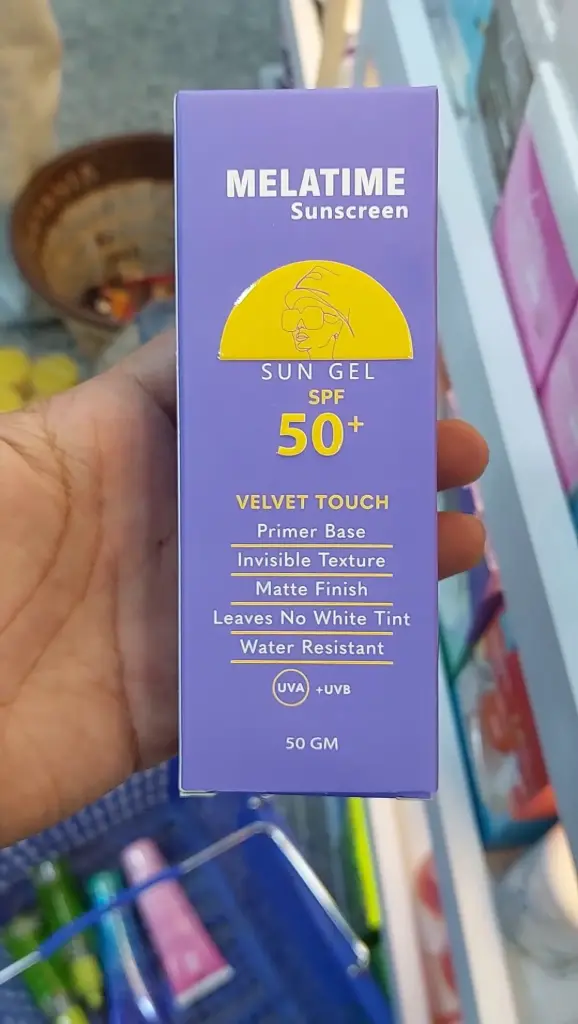 MELATIME
Sunscreen
SUN GEL
SPF
50+
VELVET TOUCH
Primer Base
Invisible Texture
Matte Finish
Leaves No White Tint
Water Resistant
UVA +UVB
50 GM